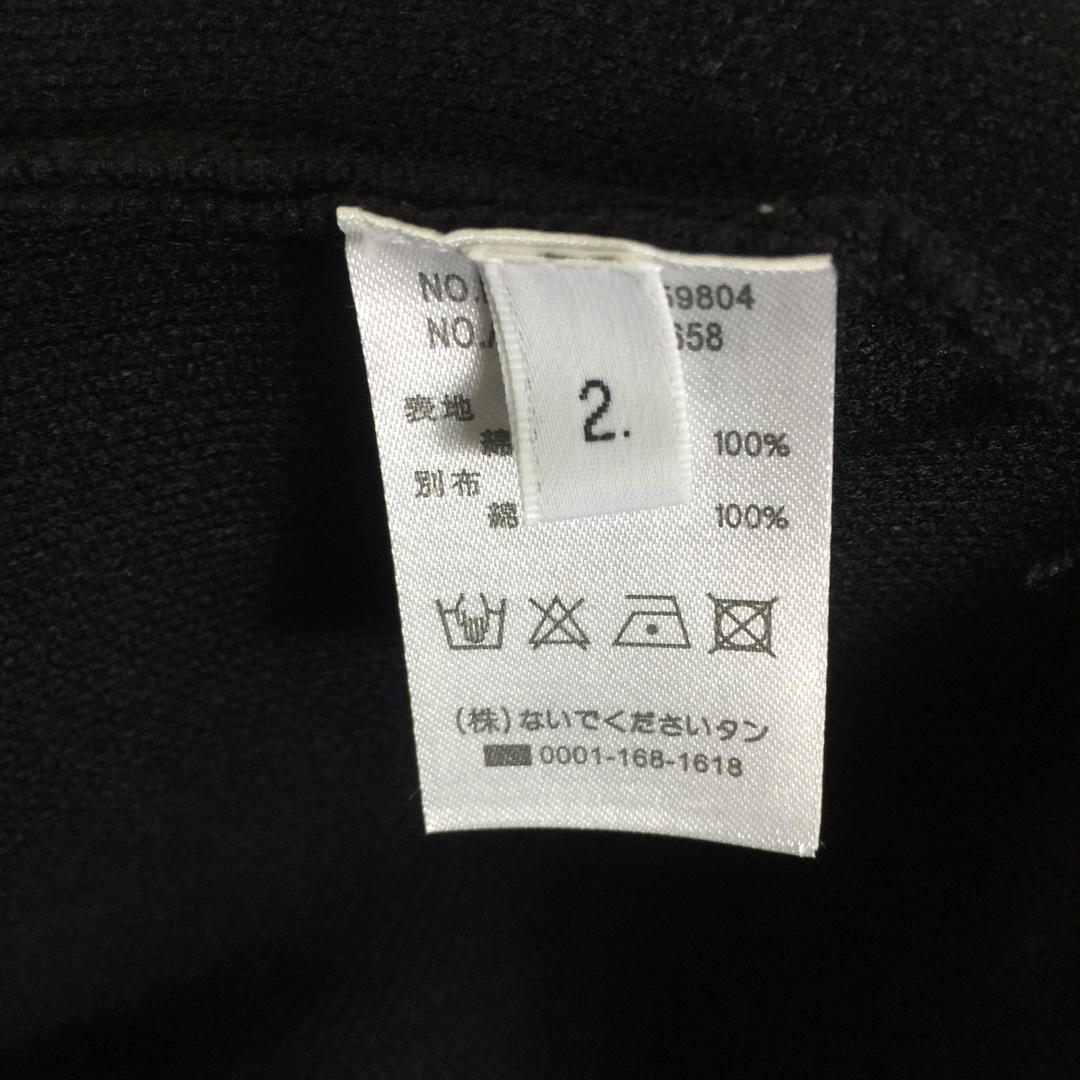 NO. 59804
NO. 658
2.
表地
綿 100%
別布
綿 100%
(株)ないでくださいタン
0001-168-1618